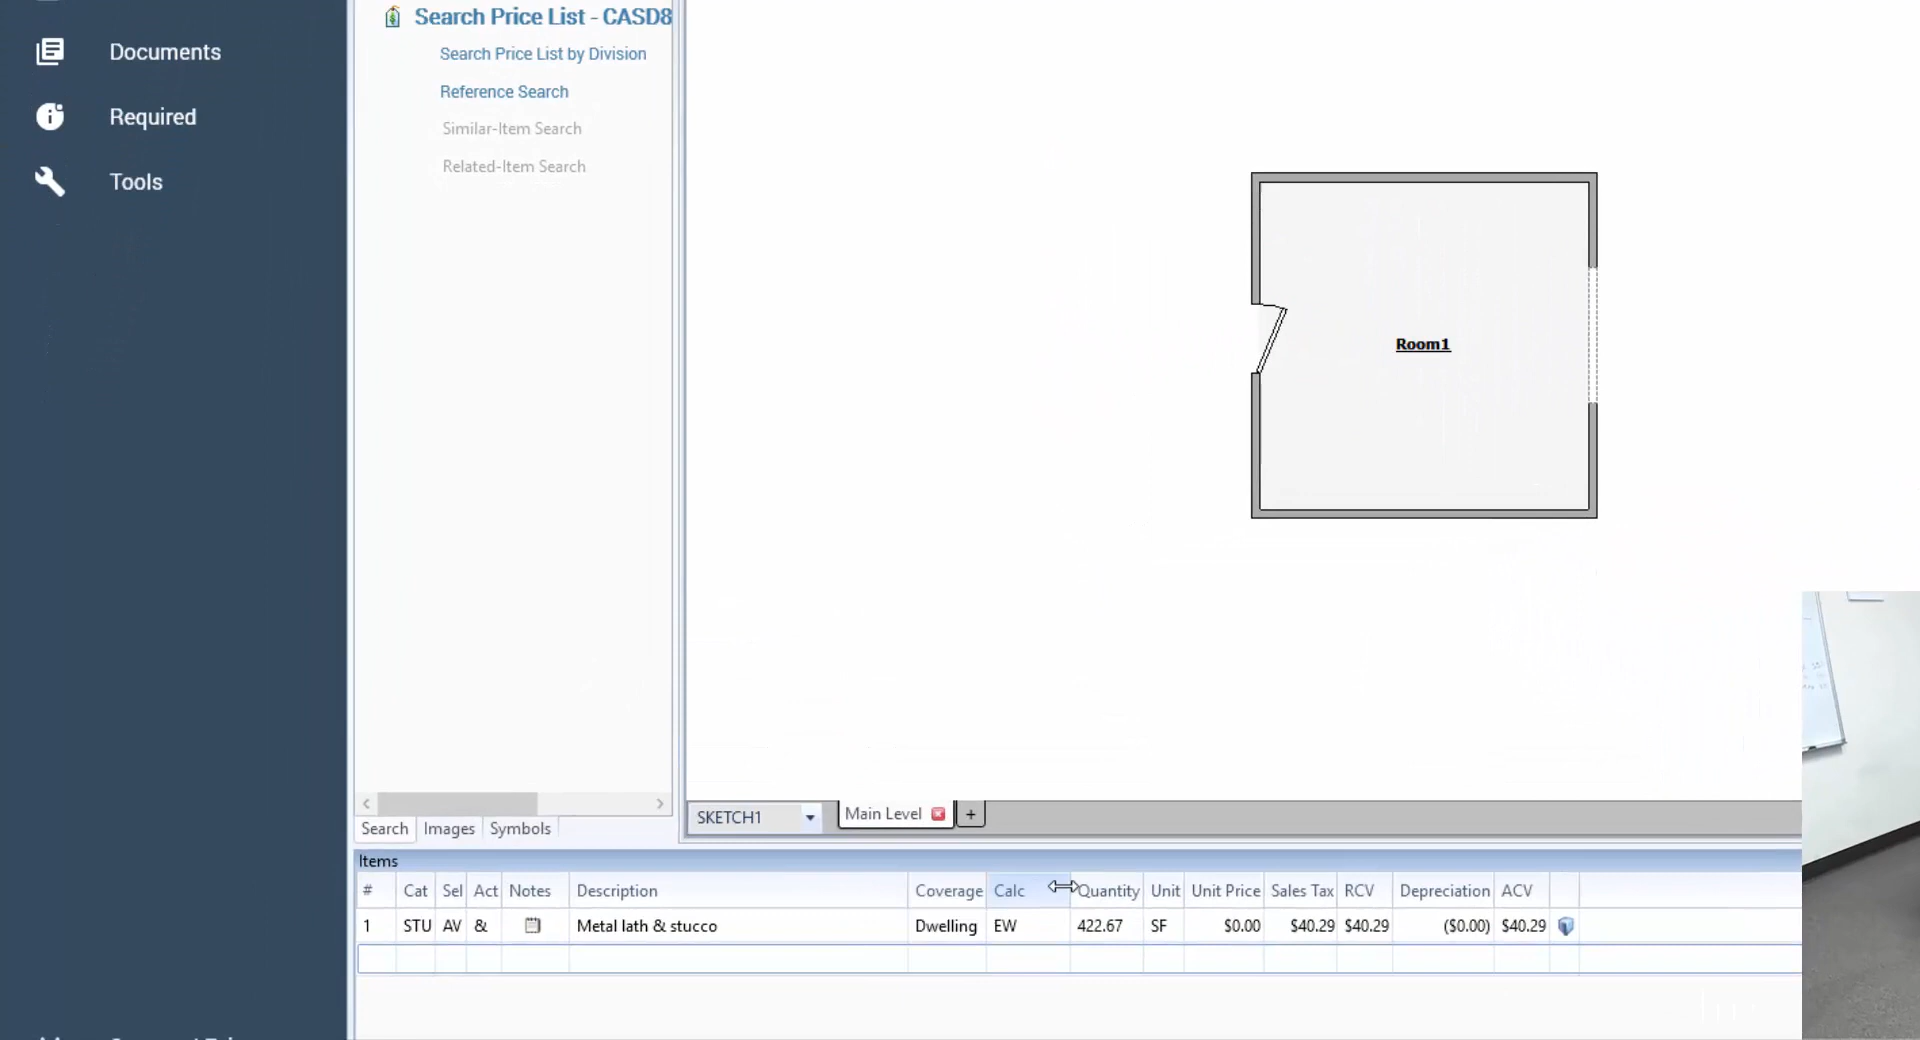 Documents
Required
Tools
Search Price List - CASD8
Search Price List by Division
Reference Search
Similar-Item Search
Related-Item Search
Room1
SKETCH1
Main Level
+
Search Images Symbols
Items
# Cat Sel Act Notes Description Coverage Calc Quantity Unit Unit Price Sales Tax RCV Depreciation ACV
1 STU AV & Metal lath & stucco Dwelling EW 422.67 SF $0.00 $40.29 $40.29 ($0.00) $40.29